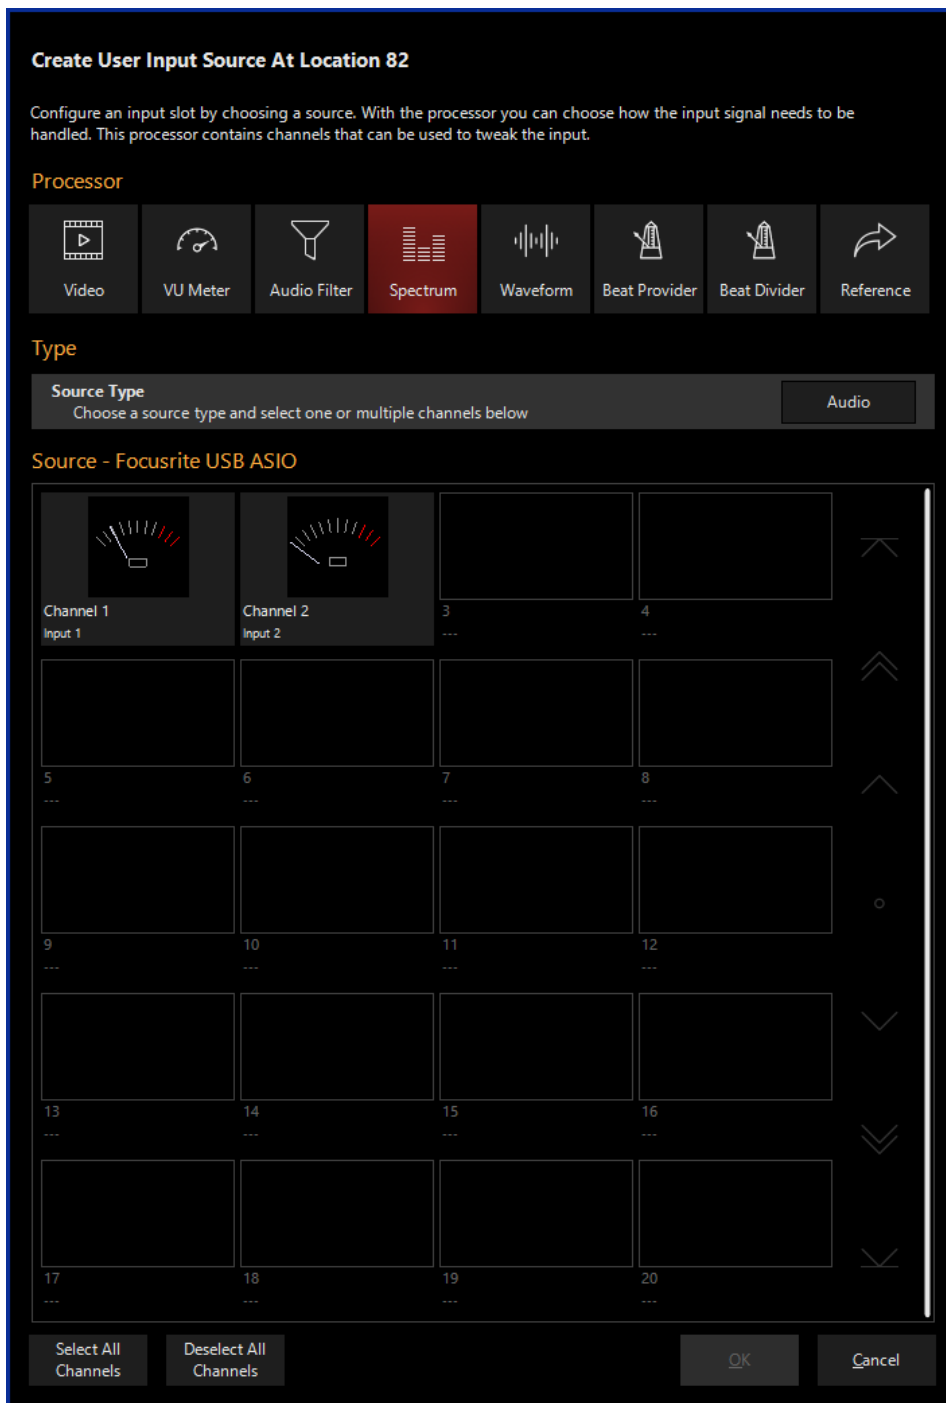 Create User Input Source At Location 82
Configure an input slot by choosing a source. With the processor you can choose how the input signal needs to be
handled. This processor contains channels that can be used to tweak the input.
Processor
Video VU Meter Audio Filter Spectrum Waveform Beat Provider Beat Divider Reference
Type
Source Type
Choose a source type and select one or multiple channels below
Audio
Source - Focusrite USB ASIO
Channel 1 Channel 2 3 4
Input 1 Input 2 --- ---
5 6 7 8
--- --- --- ---
9 10 11 12
--- --- --- ---
13 14 15 16
--- --- --- ---
17 18 19 20
--- --- --- ---
Select All
Channels
Deselect All
Channels
OK
Cancel